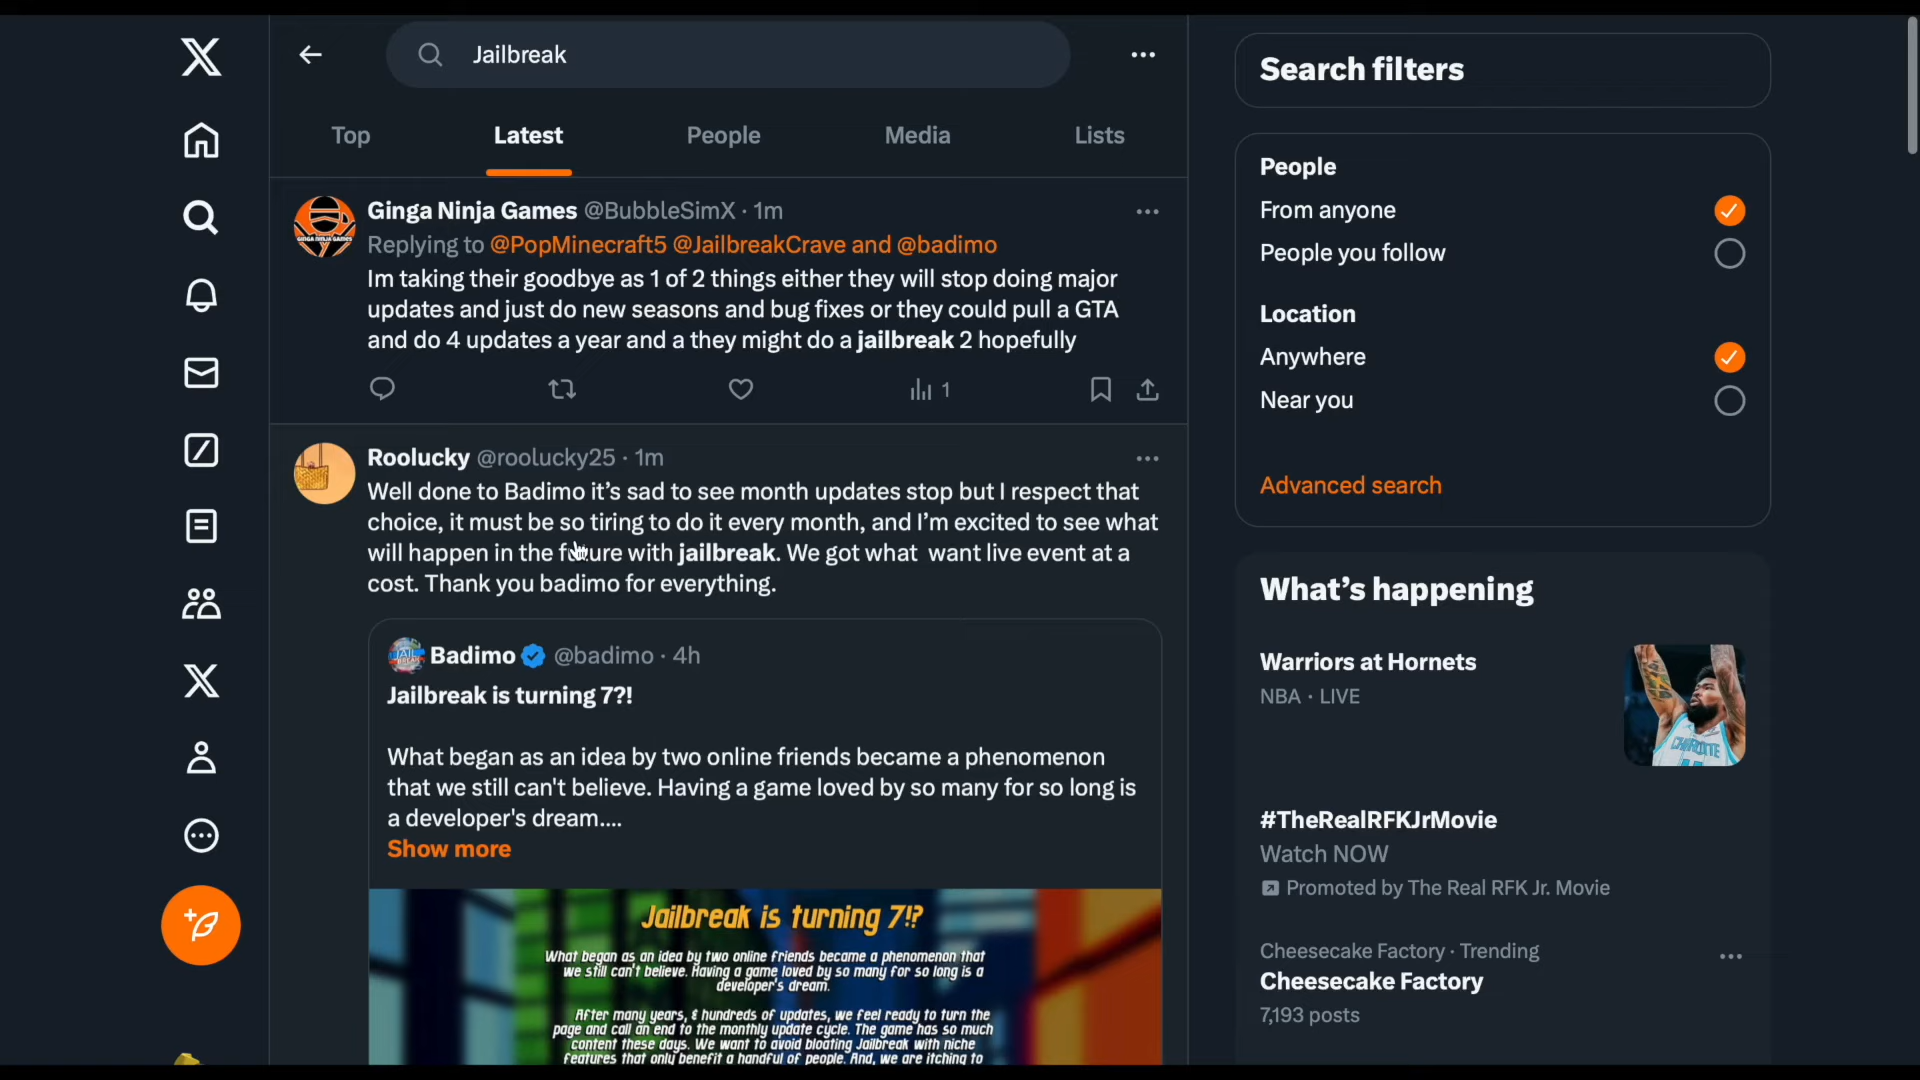 Jailbreak
Top
Latest
People
Media
Lists
Ginga Ninja Games @BubbleSimX · 1m
Replying to @PopMinecraft5 @JailbreakCrave and @badimo
Im taking their goodbye as 1 of 2 things either they will stop doing major
updates and just do new seasons and bug fixes or they could pull a GTA
and do 4 updates a year and a they might do a jailbreak 2 hopefully
1
Roolucky @roolucky25 · 1m
Well done to Badimo it’s sad to see month updates stop but I respect that
choice, it must be so tiring to do it every month, and I’m excited to see what
will happen in the future with jailbreak. We got what want live event at a
cost. Thank you badimo for everything.
Badimo @badimo · 4h
Jailbreak is turning 7?!
What began as an idea by two online friends became a phenomenon
that we still can't believe. Having a game loved by so many for so long is
a developer's dream....
Show more
Jailbreak is turning 7!?
What began as an idea by two online friends became a phenomenon that
we still can't believe. Having a game loved by so many for so long is a
developer's dream.
After many years, & hundreds of updates, we feel ready to turn the
page and call an end to the monthly update cycle. The game has so much
content these days. We want to avoid bloating Jailbreak with niche
features that only benefit a handful of people. And, we are itching to
Search filters
People
From anyone
People you follow
Location
Anywhere
Near you
Advanced search
What’s happening
Warriors at Hornets
NBA · LIVE
#TheRealRFKJrMovie
Watch NOW
Promoted by The Real RFK Jr. Movie
Cheesecake Factory · Trending
Cheesecake Factory
7,193 posts